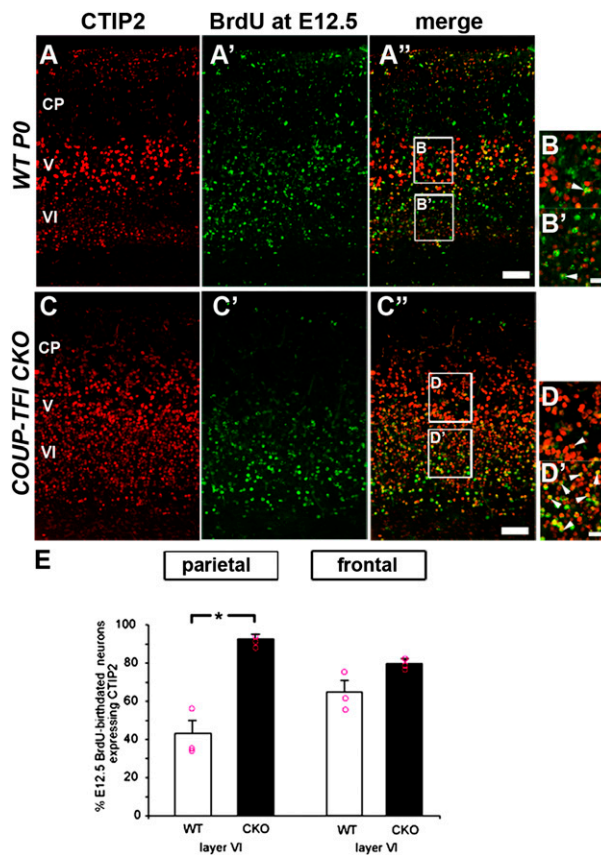 CTIP2 BrdU at E12.5 merge
WT P0
A A' A''
CP
V
VI
B
B'
B
B'
COUP-TFI CKO
C C' C''
CP
V
VI
D
D'
D
D'
E
parietal frontal
*
% E12.5 BrdU-birthdated neurons
expressing CTIP2
100
80
60
40
20
0
WT CKO WT CKO
layer VI layer VI